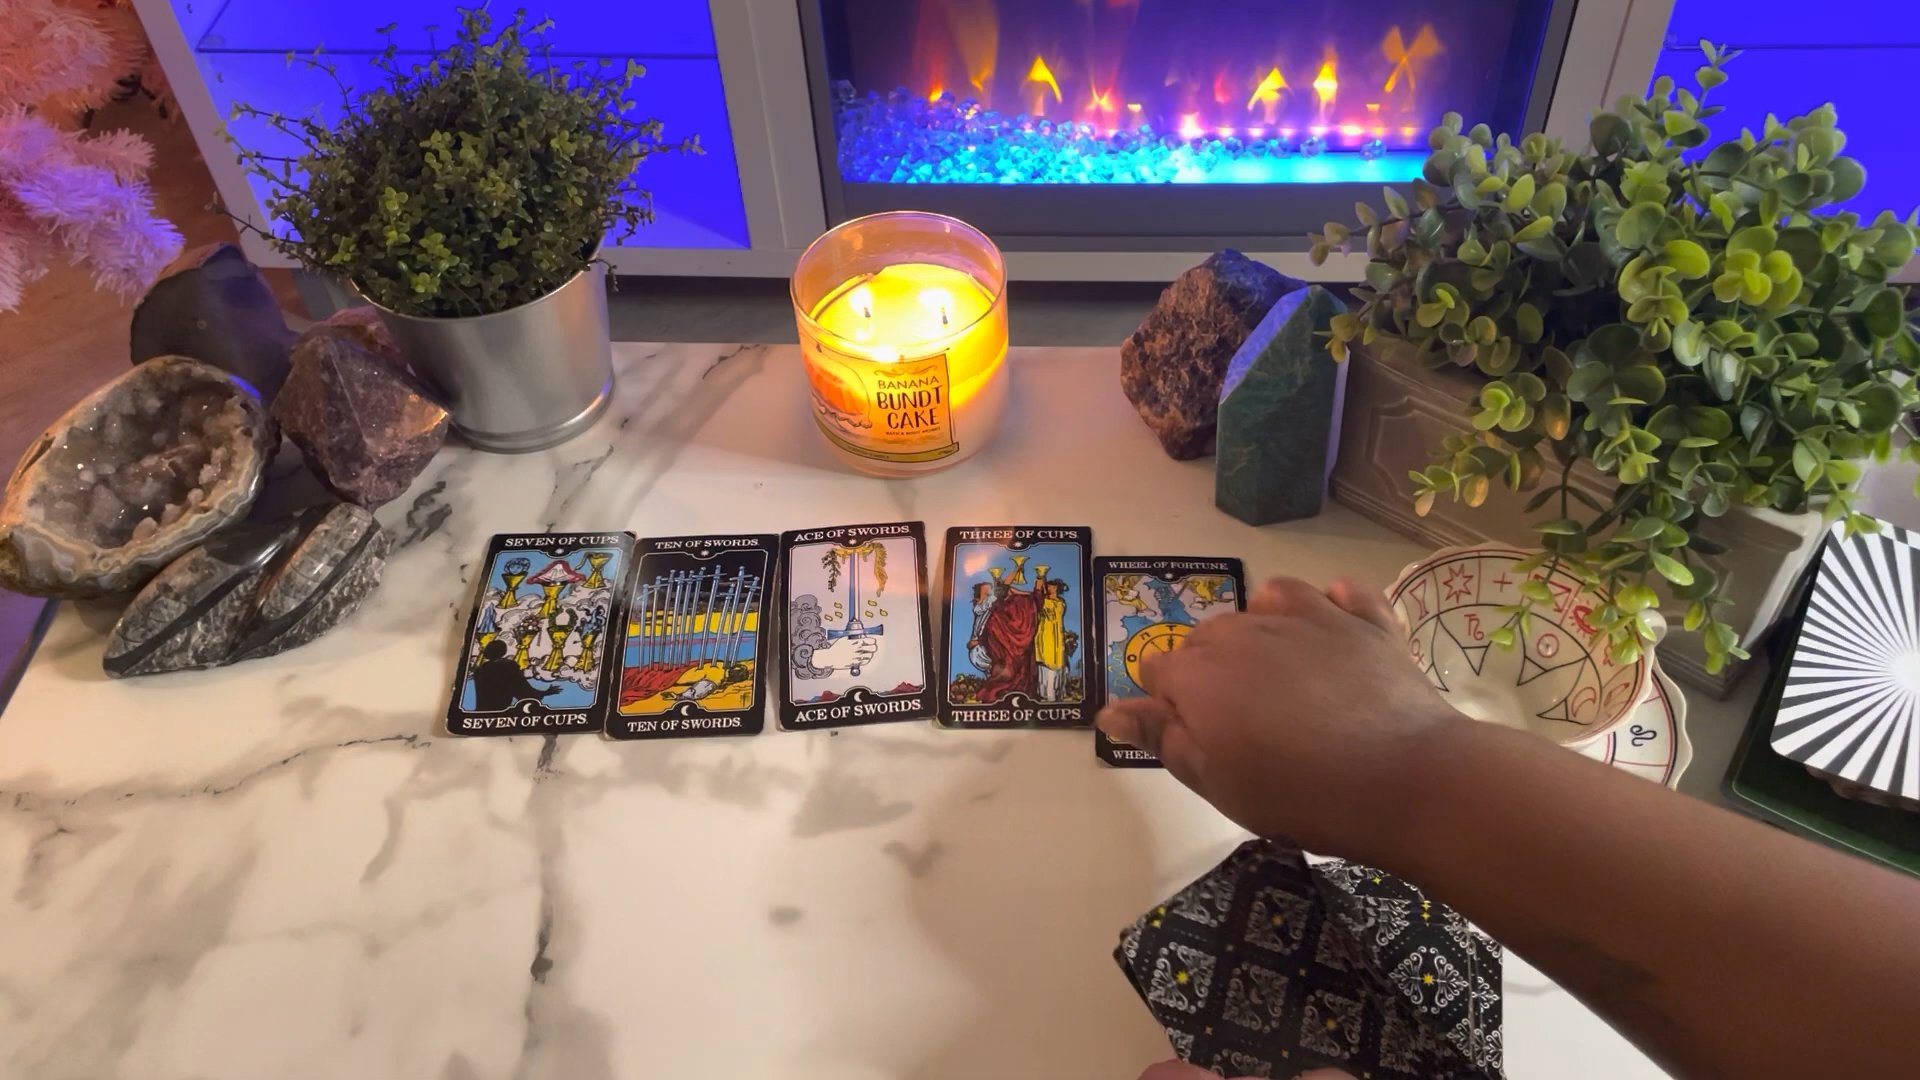 BANANA
BUNDT
CAKE
SEVEN OF CUPS.
SEVEN OF CUPS.
TEN OF SWORDS.
TEN OF SWORDS.
ACE OF SWORDS.
ACE OF SWORDS.
THREE OF CUPS.
THREE OF CUPS.
WHEEL OF FORTUNE.
WHEEL